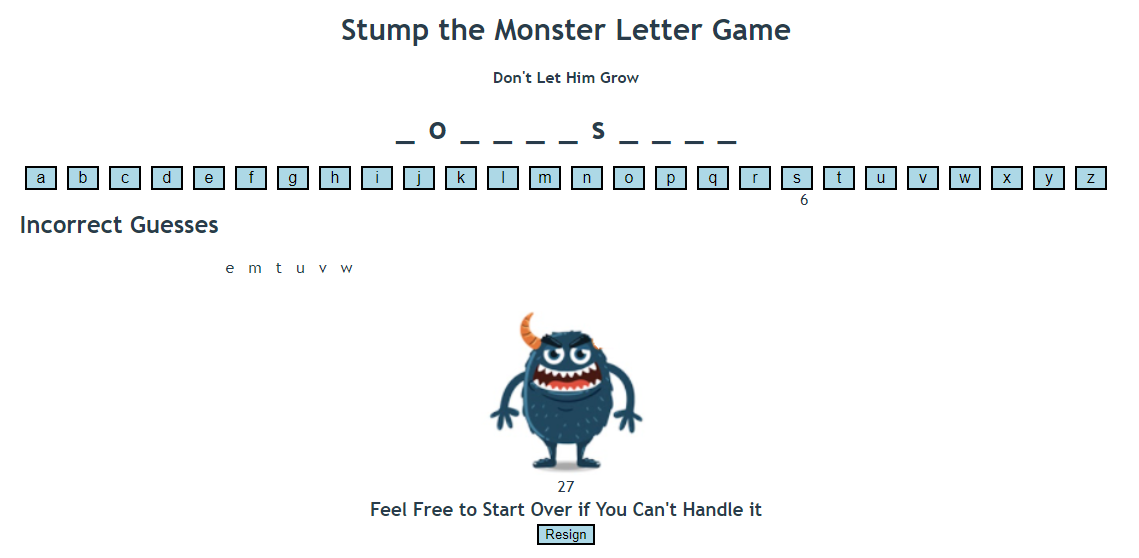 Stump the Monster Letter Game
Don't Let Him Grow
_ o _ _ _ _ s _ _ _ _
a b c d e f g h i j k l m n o p q r s t u v w x y z
6
Incorrect Guesses
e m t u v w
27
Feel Free to Start Over if You Can't Handle it
Resign